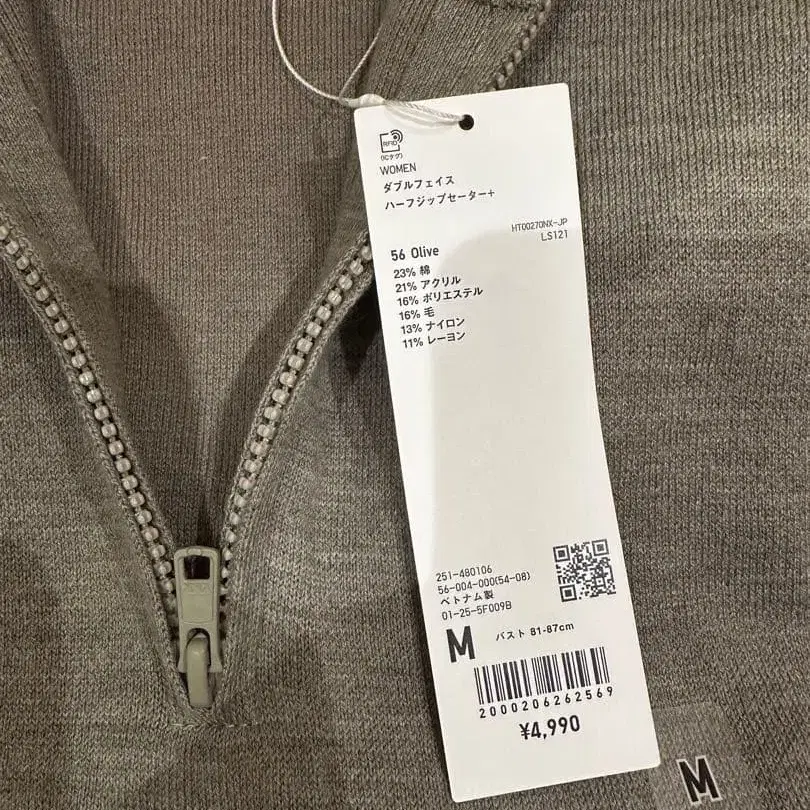 RFID
(ICタグ)
WOMEN
ダブルフェイス
ハーフジップセーター+
HT00270NX-JP
LS121
56 Olive
23% 綿
21% アクリル
16% ポリエステル
16% 毛
13% ナイロン
11% レーヨン
251-480106
56-004-000(54-08)
ベトナム製
01-25-5F009B
M バスト 81-87cm
2000206262569
¥4,990
M